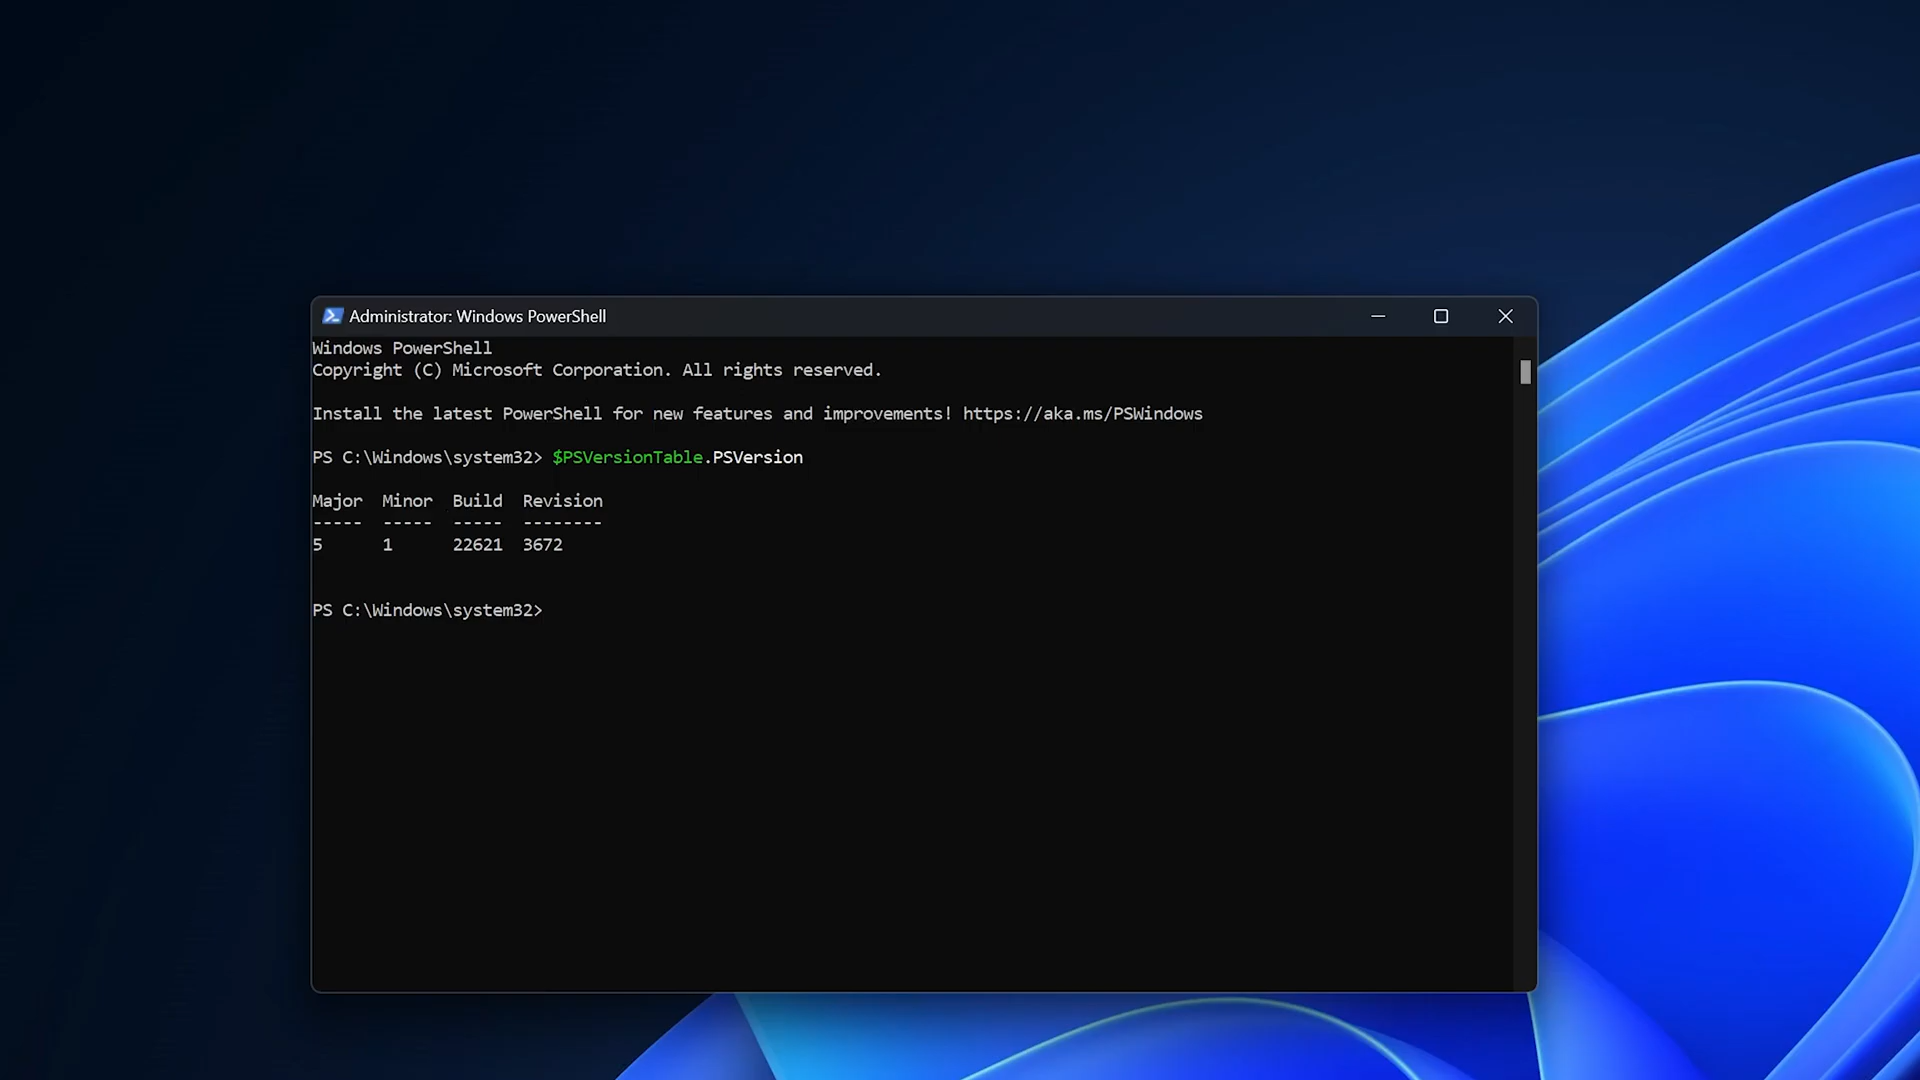 Administrator: Windows PowerShell
Windows PowerShell
Copyright (C) Microsoft Corporation. All rights reserved.
Install the latest PowerShell for new features and improvements! https://aka.ms/PSWindows
PS C:\Windows\system32> $PSVersionTable.PSVersion
Major  Minor  Build  Revision
-----  -----  -----  --------
5      1      22621  3672
PS C:\Windows\system32>